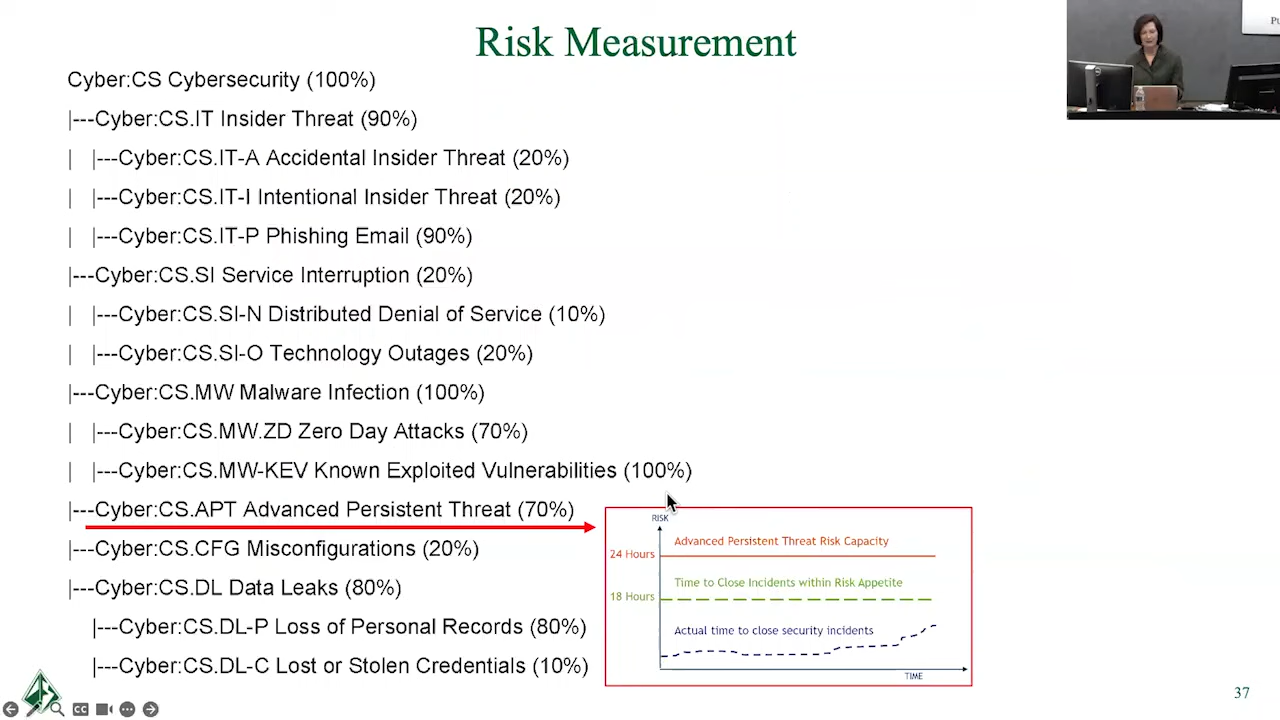 Risk Measurement
Cyber:CS Cybersecurity (100%)
|---Cyber:CS.IT Insider Threat (90%)
| |---Cyber:CS.IT-A Accidental Insider Threat (20%)
| |---Cyber:CS.IT-I Intentional Insider Threat (20%)
| |---Cyber:CS.IT-P Phishing Email (90%)
|---Cyber:CS.SI Service Interruption (20%)
| |---Cyber:CS.SI-N Distributed Denial of Service (10%)
| |---Cyber:CS.SI-O Technology Outages (20%)
|---Cyber:CS.MW Malware Infection (100%)
| |---Cyber:CS.MW.ZD Zero Day Attacks (70%)
| |---Cyber:CS.MW-KEV Known Exploited Vulnerabilities (100%)
|---Cyber:CS.APT Advanced Persistent Threat (70%)
|---Cyber:CS.CFG Misconfigurations (20%)
|---Cyber:CS.DL Data Leaks (80%)
|---Cyber:CS.DL-P Loss of Personal Records (80%)
|---Cyber:CS.DL-C Lost or Stolen Credentials (10%)
RISK
Advanced Persistent Threat Risk Capacity
24 Hours
Time to Close Incidents within Risk Appetite
18 Hours
Actual time to close security incidents
TIME
CC
37